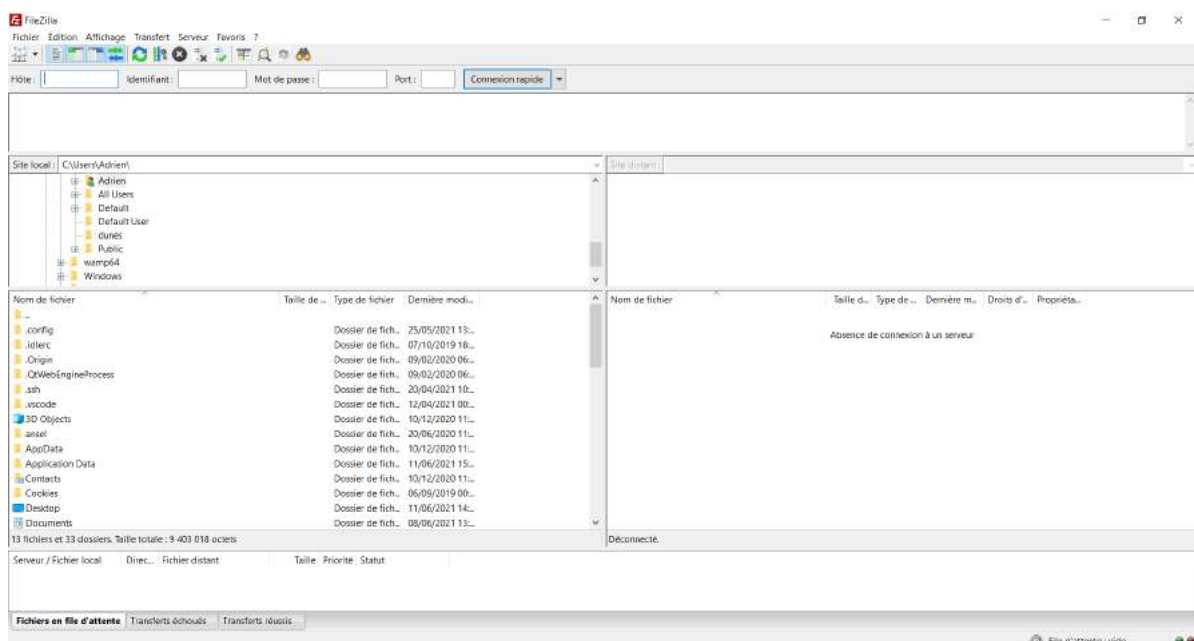 FileZilla
Fichier Édition Affichage Transfert Serveur Favoris ?
Hôte : Identifiant : Mot de passe : Port : Connexion rapide
Site local : C:\Users\Adrien\
Site distant :
Adrien
All Users
Default
Default User
dunes
Public
wamp64
Windows
Nom de fichier Taille de ... Type de fichier Dernière modi...
..
.config Dossier de fich... 25/05/2021 13:...
.idlerc Dossier de fich... 07/10/2019 18:...
.Origin Dossier de fich... 09/02/2020 06:...
.QtWebEngineProcess Dossier de fich... 09/02/2020 06:...
.ssh Dossier de fich... 20/04/2021 10:...
.vscode Dossier de fich... 12/04/2021 00:...
3D Objects Dossier de fich... 10/12/2020 11:...
ansel Dossier de fich... 20/06/2020 11:...
AppData Dossier de fich... 10/12/2020 11:...
Application Data Dossier de fich... 11/06/2021 15:...
Contacts Dossier de fich... 10/12/2020 11:...
Cookies Dossier de fich... 06/09/2019 00:...
Desktop Dossier de fich... 11/06/2021 14:...
Documents Dossier de fich... 08/06/2021 13:...
13 fichiers et 33 dossiers. Taille totale : 9 403 018 octets
Nom de fichier Taille d... Type de ... Dernière m... Droits d'... Propriéta...
Absence de connexion à un serveur
Déconnecté.
Serveur / Fichier local Direc... Fichier distant Taille Priorité Statut
Fichiers en file d'attente Transferts échoués Transferts réussis
File d'attente : vide